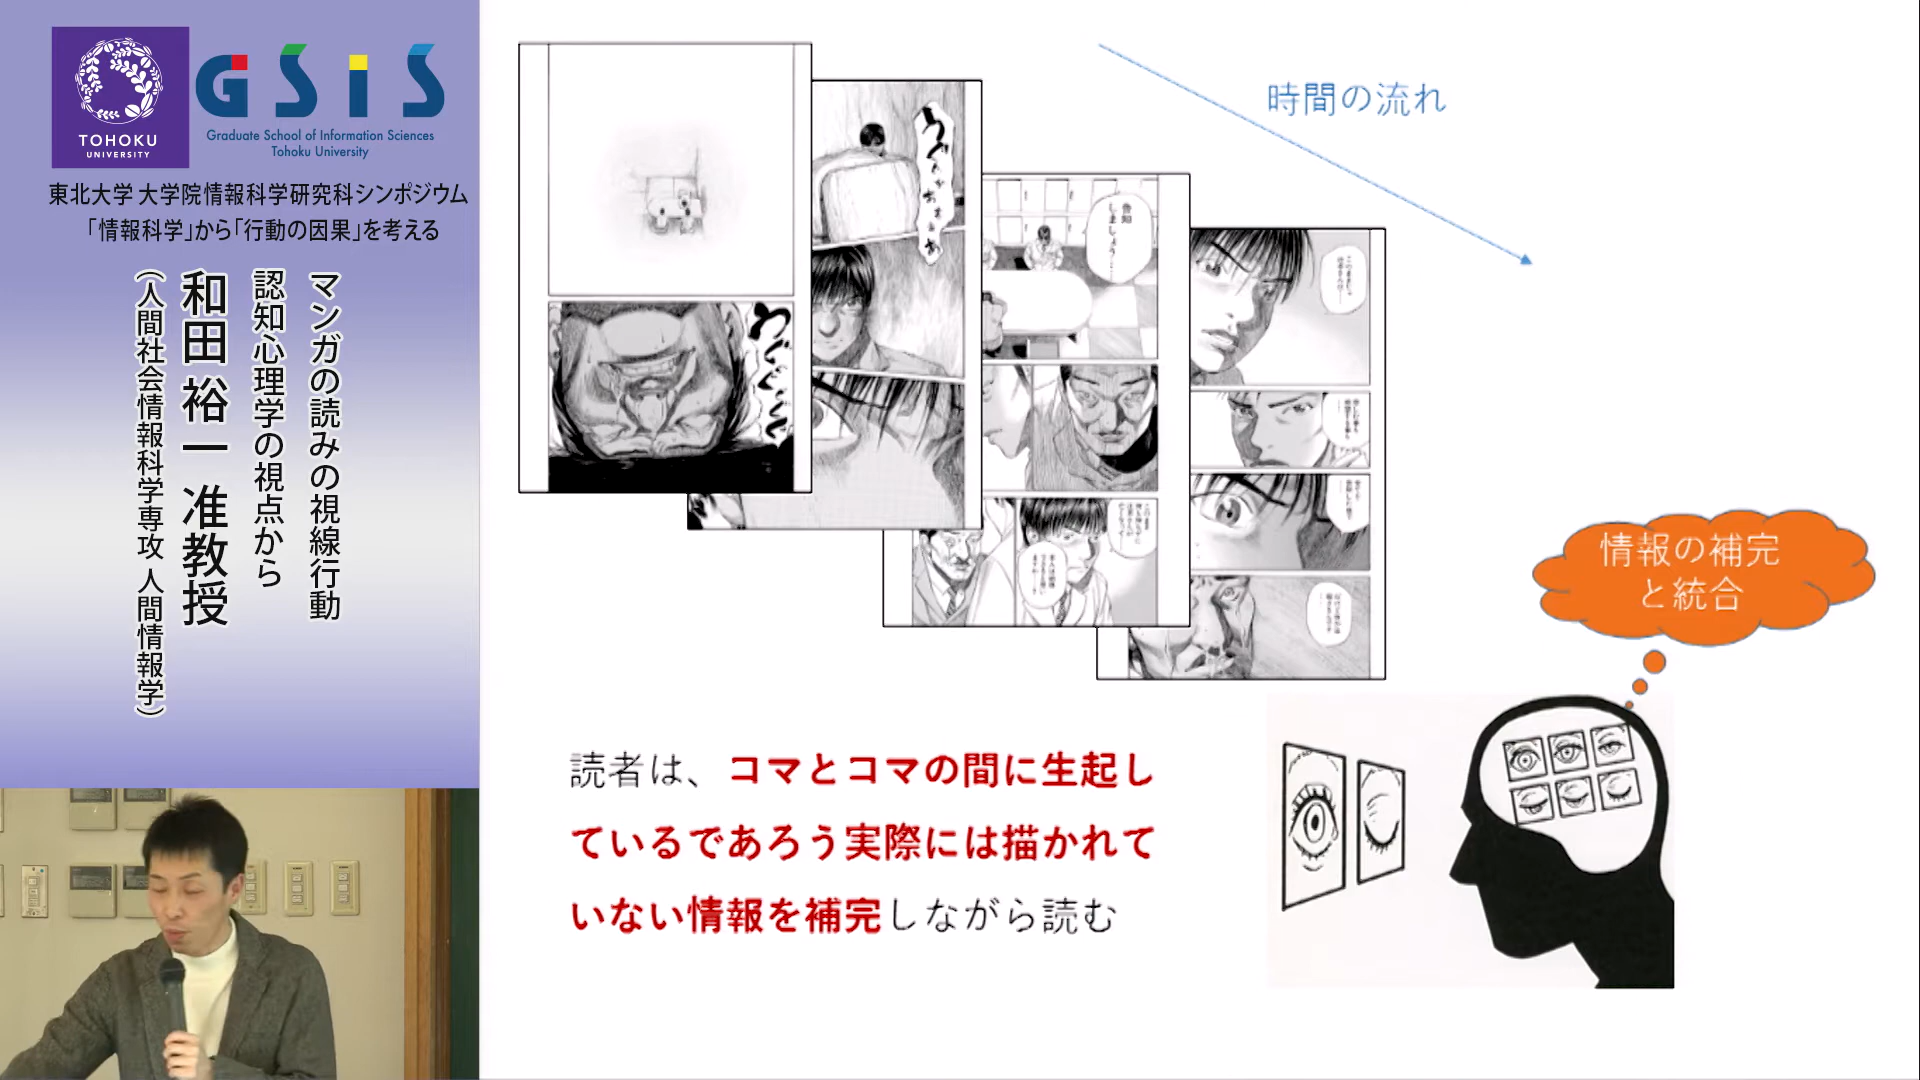 TOHOKU
UNIVERSITY
GSiS
Graduate School of Information Sciences
Tohoku University
東北大学 大学院情報科学研究科シンポジウム
「情報科学」から「行動の因果」を考える
マンガの読みの視線行動
認知心理学の視点から
和田 裕一 准教授
（人間社会情報科学専攻 人間情報学）
時間の流れ
告知
しましょう…
情報の補完
と統合
読者は、コマとコマの間に生起し
ているであろう実際には描かれて
いない情報を補完しながら読む